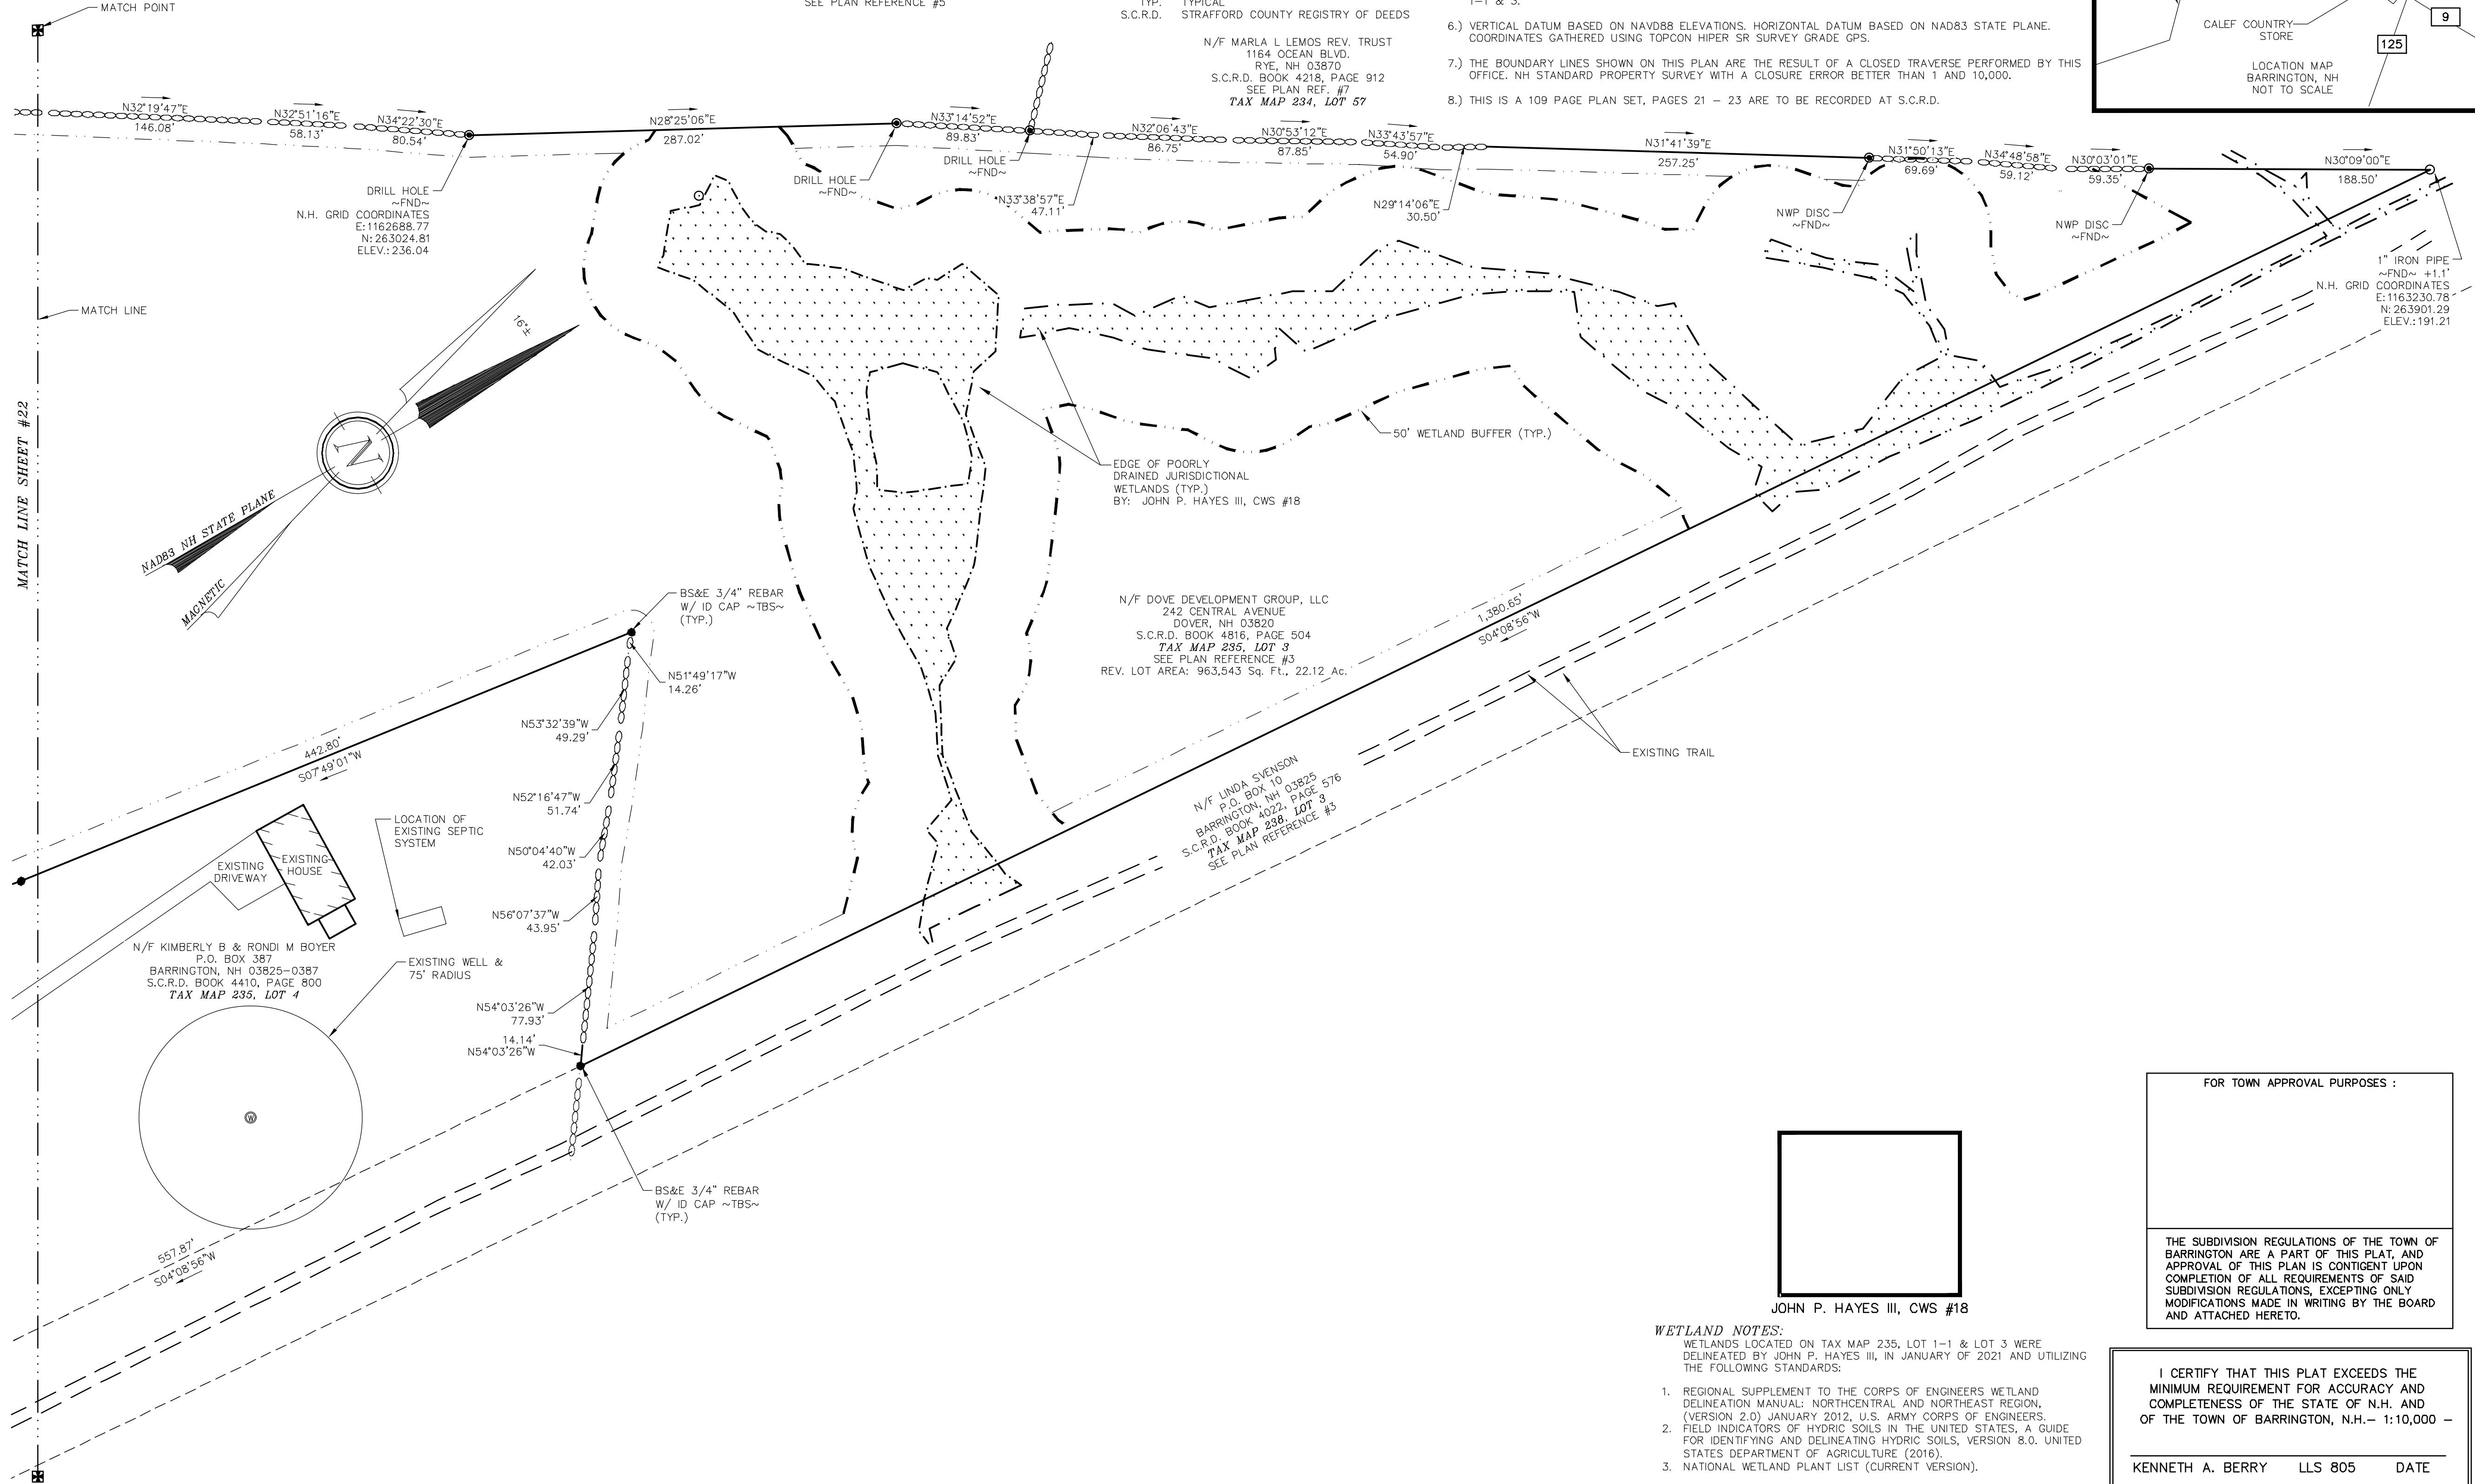 MATCH POINT
SEE PLAN REFERENCE #5
TYP. TYPICAL
S.C.R.D. STRAFFORD COUNTY REGISTRY OF DEEDS
N/F MARLA L LEMOS REV. TRUST
1164 OCEAN BLVD.
RYE, NH 03870
S.C.R.D. BOOK 4218, PAGE 912
SEE PLAN REF. #7
TAX MAP 234, LOT 57
1-1 & 3.
6.) VERTICAL DATUM BASED ON NAVD88 ELEVATIONS. HORIZONTAL DATUM BASED ON NAD83 STATE PLANE.
COORDINATES GATHERED USING TOPCON HIPER SR SURVEY GRADE GPS.
7.) THE BOUNDARY LINES SHOWN ON THIS PLAN ARE THE RESULT OF A CLOSED TRAVERSE PERFORMED BY THIS
OFFICE. NH STANDARD PROPERTY SURVEY WITH A CLOSURE ERROR BETTER THAN 1 AND 10,000.
8.) THIS IS A 109 PAGE PLAN SET, PAGES 21 – 23 ARE TO BE RECORDED AT S.C.R.D.
9
CALEF COUNTRY
STORE
125
LOCATION MAP
BARRINGTON, NH
NOT TO SCALE
N32°19'47"E
146.08'
N32°51'16"E
58.13'
N34°22'30"E
80.54'
N28°25'06"E
287.02'
N33°14'52"E
89.83'
N32°06'43"E
86.75'
N30°53'12"E
87.85'
N33°43'57"E
54.90'
N31°41'39"E
257.25'
N31°50'13"E
69.69'
N34°48'58"E
59.12'
N30°03'01"E
59.35'
N30°09'00"E
188.50'
DRILL HOLE
~FND~
N.H. GRID COORDINATES
E:1162688.77
N:263024.81
ELEV.:236.04
DRILL HOLE
~FND~
DRILL HOLE
~FND~
N33°38'57"E
47.11'
N29°14'06"E
30.50'
NWP DISC
~FND~
NWP DISC
~FND~
1" IRON PIPE
~FND~ +1.1'
N.H. GRID COORDINATES
E:1163230.78
N:263901.29
ELEV.:191.21
MATCH LINE
MATCH LINE SHEET #22
16°±
N
NAD83 NH STATE PLANE
MAGNETIC
50' WETLAND BUFFER (TYP.)
EDGE OF POORLY
DRAINED JURISDICTIONAL
WETLANDS (TYP.)
BY: JOHN P. HAYES III, CWS #18
BS&E 3/4" REBAR
W/ ID CAP ~TBS~
(TYP.)
N/F DOVE DEVELOPMENT GROUP, LLC
242 CENTRAL AVENUE
DOVER, NH 03820
S.C.R.D. BOOK 4816, PAGE 504
TAX MAP 235, LOT 3
SEE PLAN REFERENCE #3
REV. LOT AREA: 963,543 Sq. Ft., 22.12 Ac.
1,380.65'
S04°08'56"W
N51°49'17"W
14.26'
N53°32'39"W
49.29'
442.80'
S07°49'01"W
EXISTING TRAIL
N52°16'47"W
51.74'
N/F LINDA SVENSON
P.O. BOX 10
BARRINGTON, NH 03825
S.C.R.D. BOOK 4022, PAGE 576
TAX MAP 238, LOT 3
SEE PLAN REFERENCE #3
LOCATION OF
EXISTING SEPTIC
SYSTEM
N50°04'40"W
42.03'
EXISTING
DRIVEWAY
EXISTING
HOUSE
N56°07'37"W
43.95'
N/F KIMBERLY B & RONDI M BOYER
P.O. BOX 387
BARRINGTON, NH 03825-0387
S.C.R.D. BOOK 4410, PAGE 800
TAX MAP 235, LOT 4
EXISTING WELL &
75' RADIUS
N54°03'26"W
77.93'
14.14'
N54°03'26"W
W
BS&E 3/4" REBAR
W/ ID CAP ~TBS~
(TYP.)
557.87'
S04°08'56"W
FOR TOWN APPROVAL PURPOSES :
THE SUBDIVISION REGULATIONS OF THE TOWN OF
BARRINGTON ARE A PART OF THIS PLAT, AND
APPROVAL OF THIS PLAN IS CONTIGENT UPON
COMPLETION OF ALL REQUIREMENTS OF SAID
SUBDIVISION REGULATIONS, EXCEPTING ONLY
MODIFICATIONS MADE IN WRITING BY THE BOARD
AND ATTACHED HERETO.
JOHN P. HAYES III, CWS #18
WETLAND NOTES:
WETLANDS LOCATED ON TAX MAP 235, LOT 1-1 & LOT 3 WERE
DELINEATED BY JOHN P. HAYES III, IN JANUARY OF 2021 AND UTILIZING
THE FOLLOWING STANDARDS:
1. REGIONAL SUPPLEMENT TO THE CORPS OF ENGINEERS WETLAND
DELINEATION MANUAL: NORTHCENTRAL AND NORTHEAST REGION,
(VERSION 2.0) JANUARY 2012, U.S. ARMY CORPS OF ENGINEERS.
2. FIELD INDICATORS OF HYDRIC SOILS IN THE UNITED STATES, A GUIDE
FOR IDENTIFYING AND DELINEATING HYDRIC SOILS, VERSION 8.0. UNITED
STATES DEPARTMENT OF AGRICULTURE (2016).
3. NATIONAL WETLAND PLANT LIST (CURRENT VERSION).
I CERTIFY THAT THIS PLAT EXCEEDS THE
MINIMUM REQUIREMENT FOR ACCURACY AND
COMPLETENESS OF THE STATE OF N.H. AND
OF THE TOWN OF BARRINGTON, N.H.– 1:10,000 –
KENNETH A. BERRY LLS 805 DATE